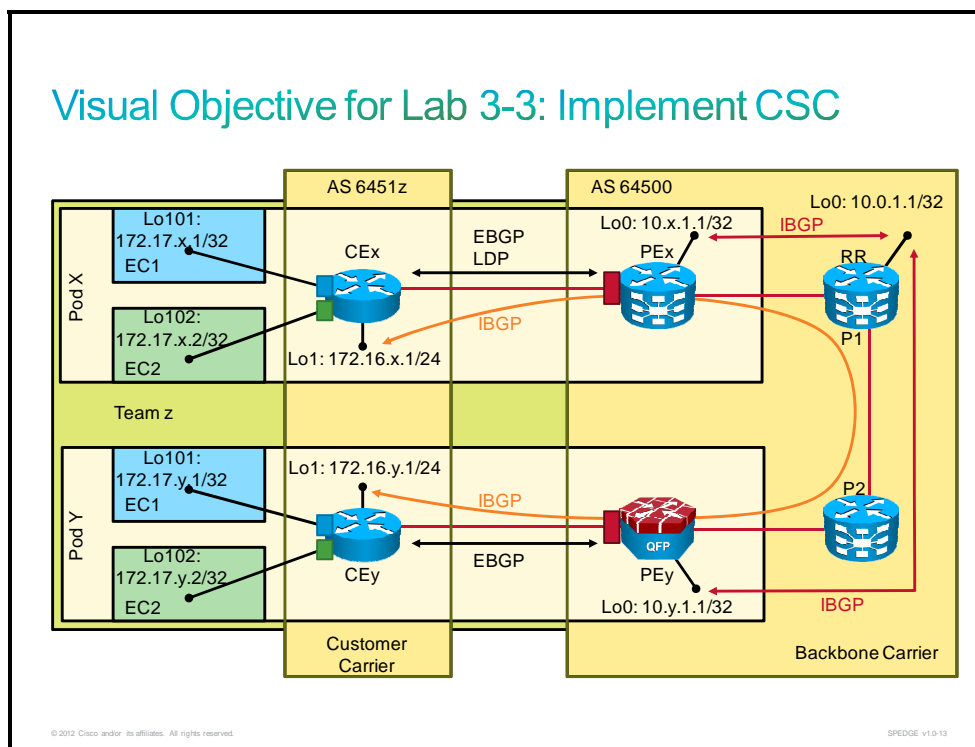 Visual Objective for Lab 3-3: Implement CSC
AS 6451z
AS 64500
Lo0: 10.0.1.1/32
Lo101:
172.17.x.1/32
EC1
CEx
EBGP
LDP
Lo0: 10.x.1.1/32
PEx
IBGP
RR
Pod X
Lo102:
172.17.x.2/32
EC2
IBGP
Lo1: 172.16.x.1/24
P1
Team z
Lo101:
172.17.y.1/32
EC1
Lo1: 172.16.y.1/24
IBGP
P2
Pod Y
Lo102:
172.17.y.2/32
EC2
CEy
EBGP
QFP
PEy
Lo0: 10.y.1.1/32
IBGP
Customer
Carrier
Backbone Carrier
© 2012 Cisco and/or its affiliates. All rights reserved.
SPEDGE v1.0-13